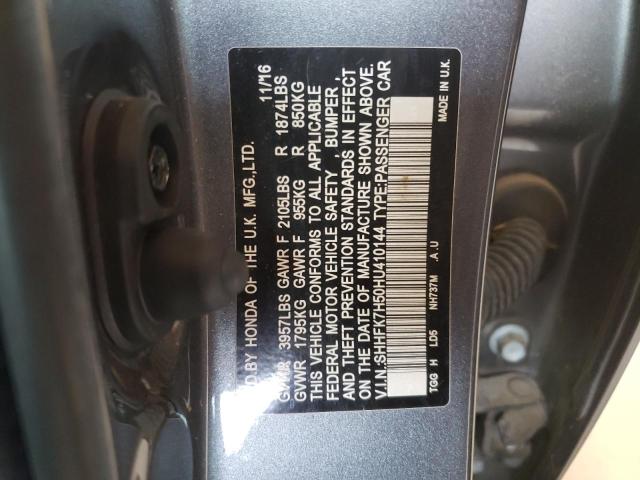 D BY HONDA OF THE U.K. MFG.,LTD. 11/16
GVWR 3957LBS GAWR F 2105LBS R 1874LBS
GVWR 1795KG GAWR F 955KG R 850KG
THIS VEHICLE CONFORMS TO ALL APPLICABLE
FEDERAL MOTOR VEHICLE SAFETY , BUMPER ,
AND THEFT PREVENTION STANDARDS IN EFFECT
ON THE DATE OF MANUFACTURE SHOWN ABOVE.
V.I.N.:SHHFK7H50HU410144 TYPE:PASSENGER CAR
TGG H LD5 NH737M .A.U MADE IN U.K.